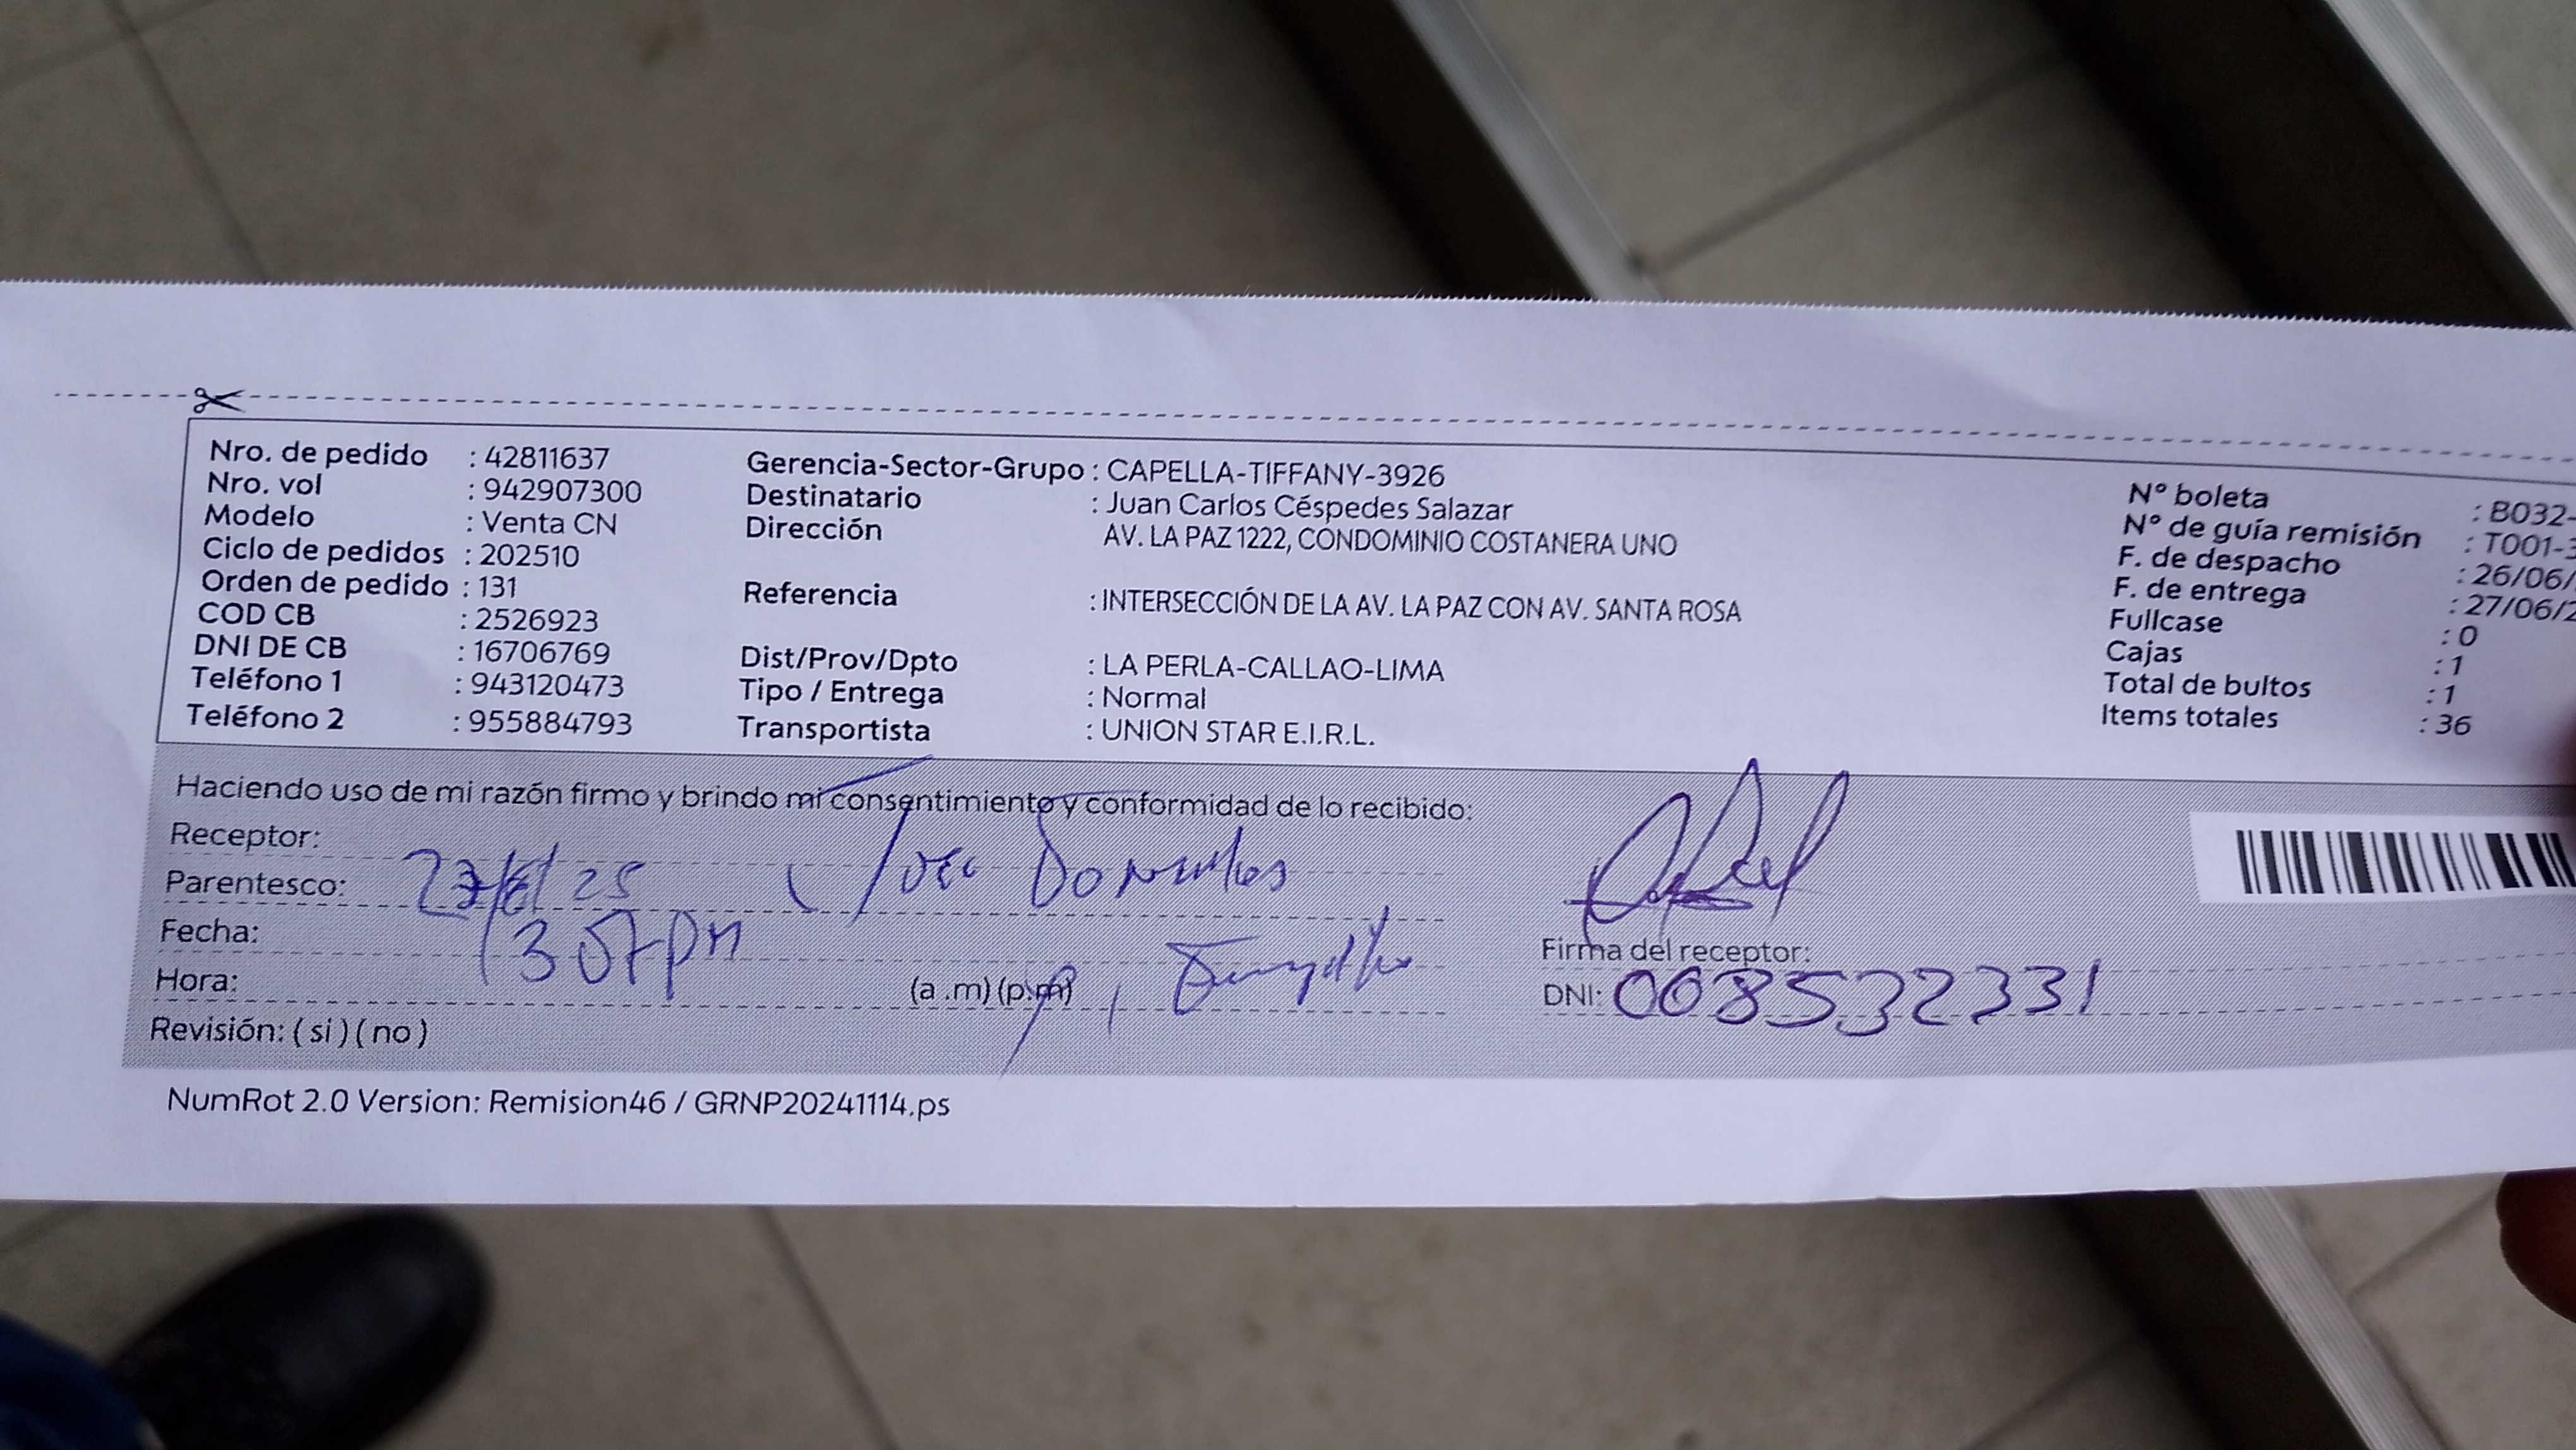 Nro. de pedido : 42811637
Nro. vol : 942907300
Modelo : Venta CN
Ciclo de pedidos : 202510
Orden de pedido : 131
COD CB : 2526923
DNI DE CB : 16706769
Teléfono 1 : 943120473
Teléfono 2 : 955884793
Gerencia-Sector-Grupo : CAPELLA-TIFFANY-3926
Destinatario : Juan Carlos Céspedes Salazar
Dirección AV. LA PAZ 1222, CONDOMINIO COSTANERA UNO
Referencia : INTERSECCIÓN DE LA AV. LA PAZ CON AV. SANTA ROSA
Dist/Prov/Dpto : LA PERLA-CALLAO-LIMA
Tipo / Entrega : Normal
Transportista : UNION STAR E.I.R.L.
N° boleta : B032-
N° de guía remisión : T001-3
F. de despacho : 26/06/
F. de entrega : 27/06/2
Fullcase : 0
Cajas : 1
Total de bultos : 1
Items totales : 36
Haciendo uso de mi razón firmo y brindo mi consentimiento y conformidad de lo recibido:
Receptor:
Parentesco:
Fecha:
Hora: (a .m) (p.m)
Revisión: ( si ) ( no )
Firma del receptor:
DNI: 008532331
NumRot 2.0 Version: Remision46 / GRNP20241114.ps